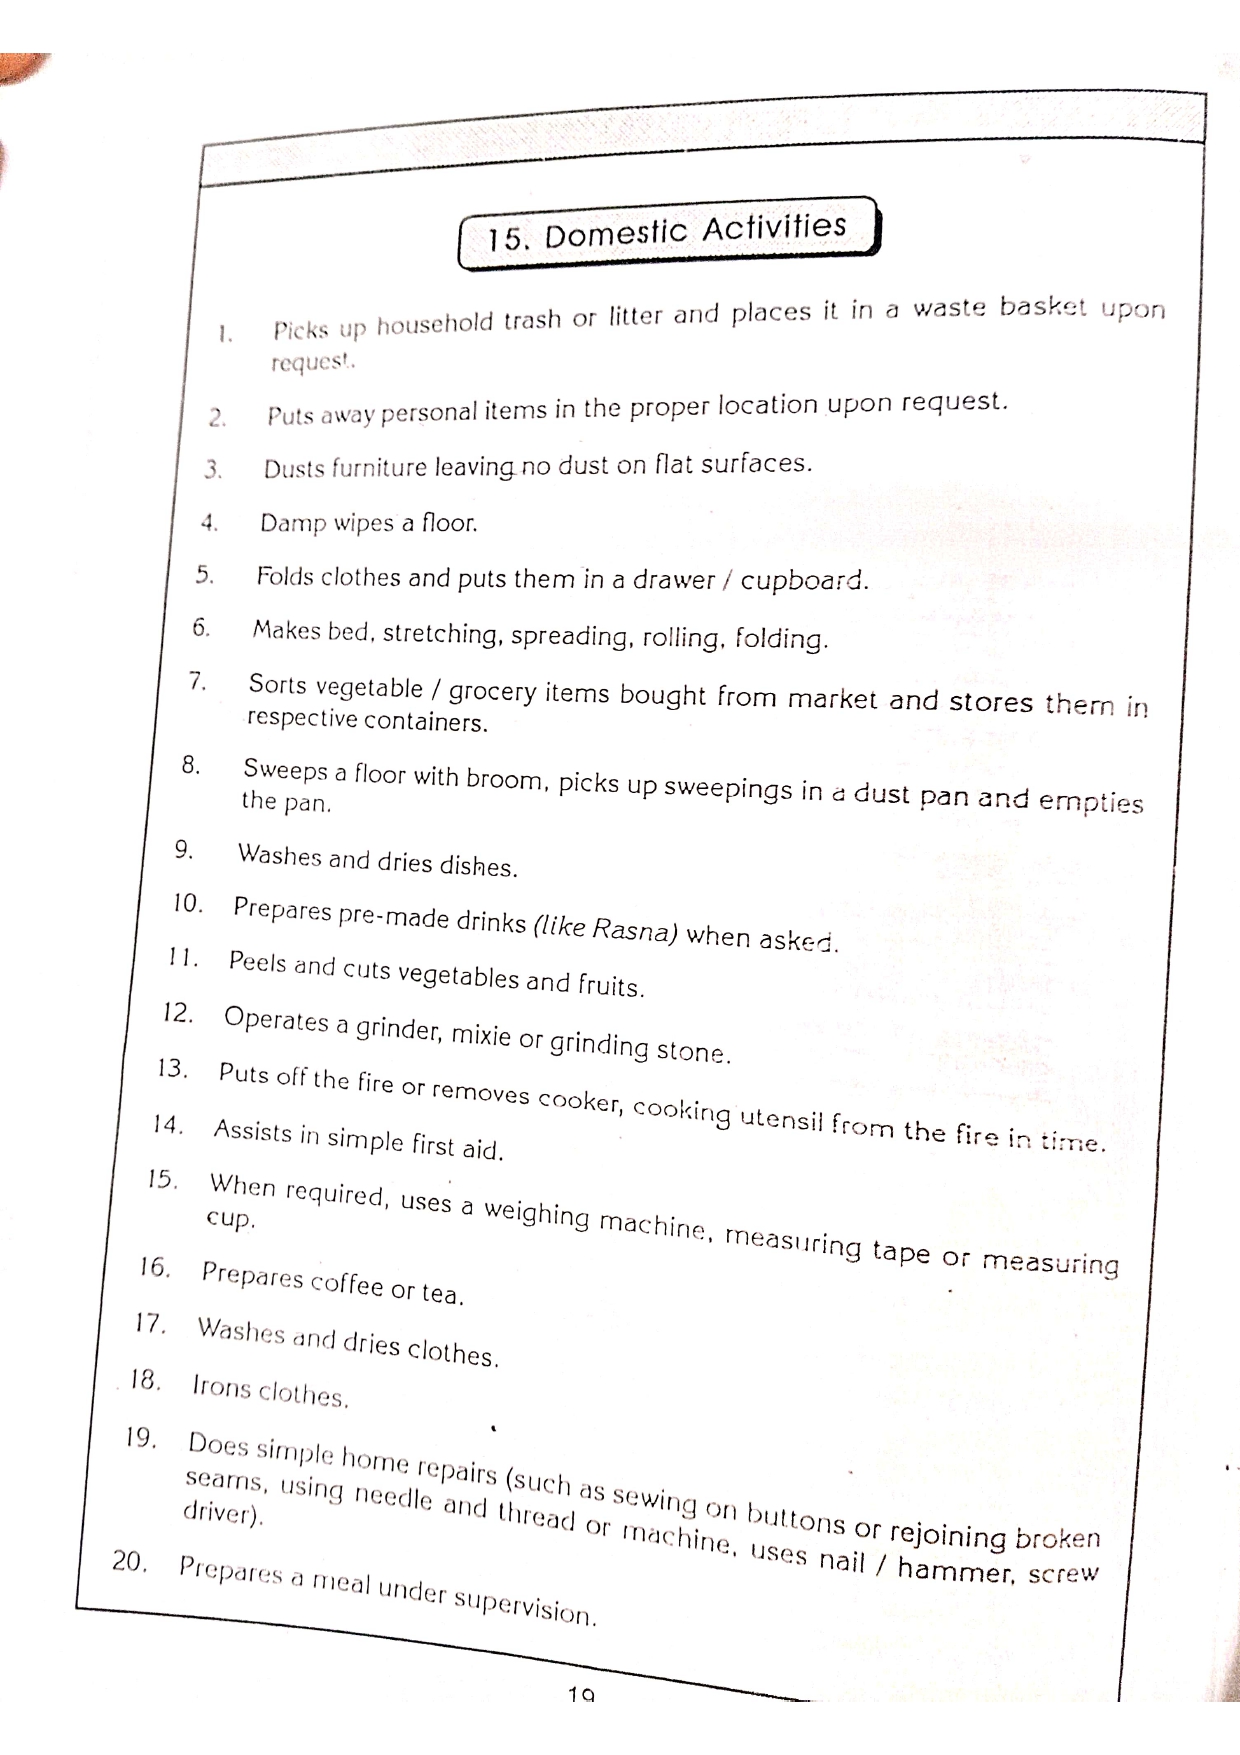 15. Domestic Activities
1. Picks up household trash or litter and places it in a waste basket upon
request.
2. Puts away personal items in the proper location upon request.
3. Dusts furniture leaving no dust on flat surfaces.
4. Damp wipes a floor.
5. Folds clothes and puts them in a drawer / cupboard.
6. Makes bed, stretching, spreading, rolling, folding.
7. Sorts vegetable / grocery items bought from market and stores them in
respective containers.
8. Sweeps a floor with broom, picks up sweepings in a dust pan and empties
the pan.
9. Washes and dries dishes.
10. Prepares pre-made drinks (like Rasna) when asked.
11. Peels and cuts vegetables and fruits.
12. Operates a grinder, mixie or grinding stone.
13. Puts off the fire or removes cooker, cooking utensil from the fire in time.
14. Assists in simple first aid.
15. When required, uses a weighing machine, measuring tape or measuring
cup.
16. Prepares coffee or tea.
17. Washes and dries clothes.
18. Irons clothes.
19. Does simple home repairs (such as sewing on buttons or rejoining broken
seams, using needle and thread or machine, uses nail / hammer, screw
driver).
20. Prepares a meal under supervision.
19